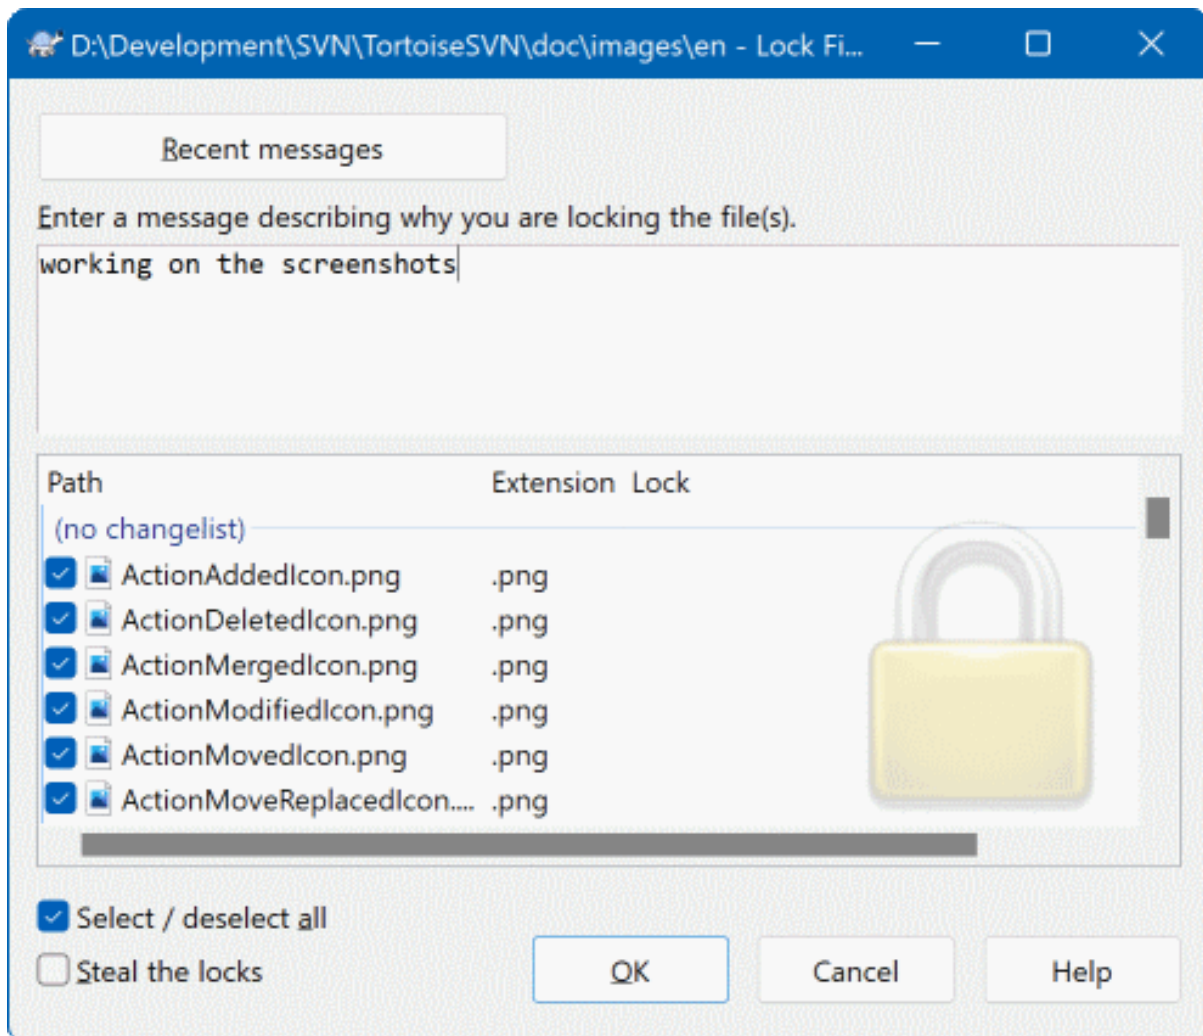 D:\Development\SVN\TortoiseSVN\doc\images\en - Lock Fi...
Recent messages
Enter a message describing why you are locking the file(s).
working on the screenshots
Path Extension Lock
(no changelist)
ActionAddedIcon.png .png
ActionDeletedIcon.png .png
ActionMergedIcon.png .png
ActionModifiedIcon.png .png
ActionMovedIcon.png .png
ActionMoveReplacedIcon.... .png
Select / deselect all
Steal the locks
OK Cancel Help